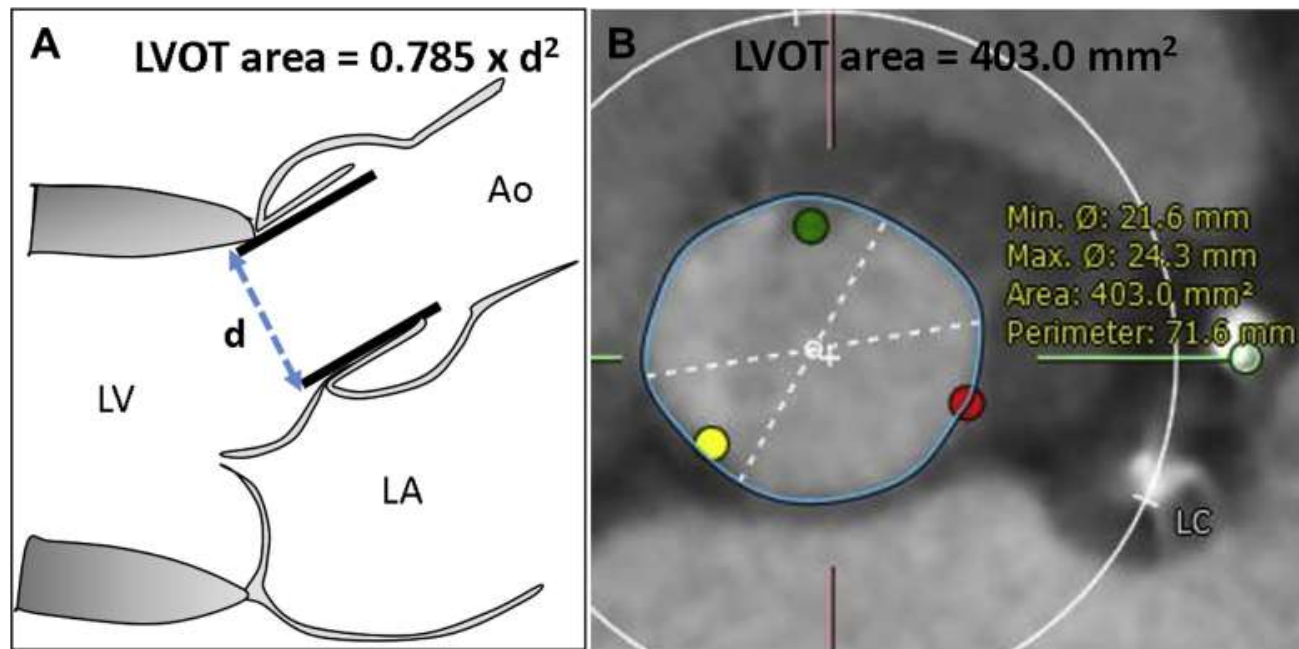 A
LVOT area = 0.785 x d²
Ao
d
LV
LA
B
LVOT area = 403.0 mm²
Min. Ø: 21.6 mm
Max. Ø: 24.3 mm
Area: 403.0 mm²
Perimeter: 71.6 mm
LC